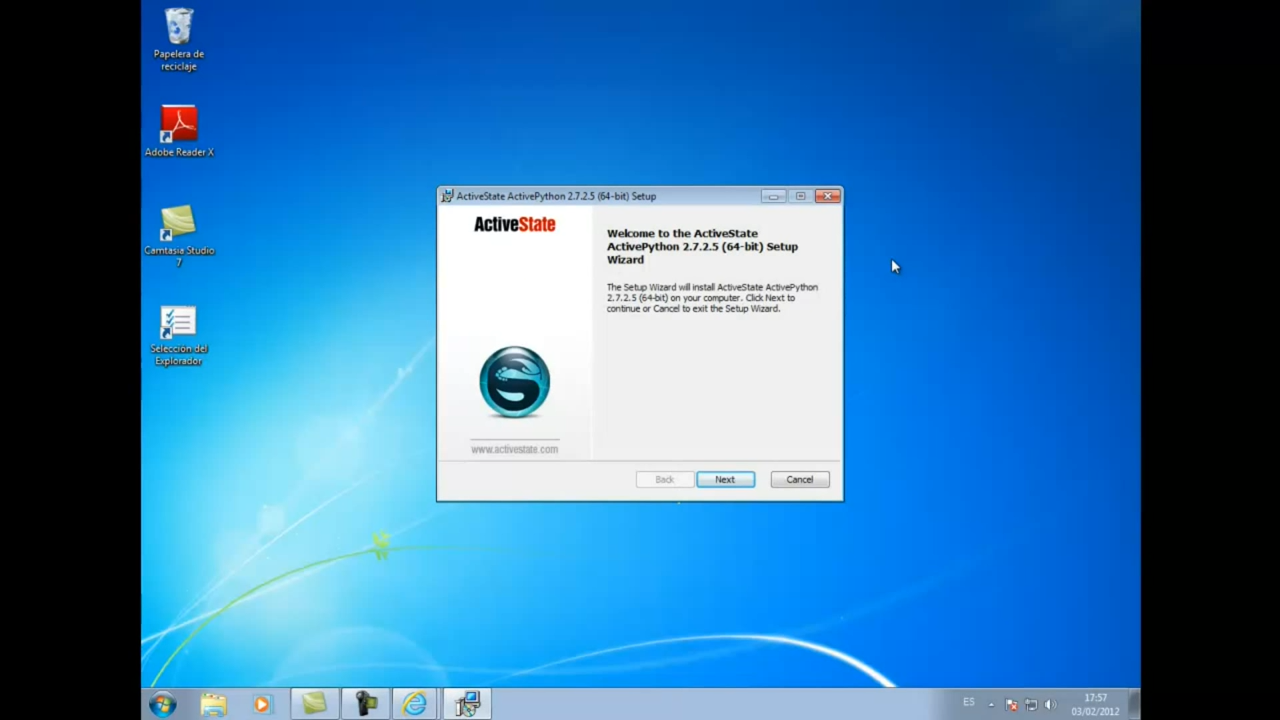 Papelera de
reciclaje
Adobe Reader X
Camtasia Studio
7
Selección del
Explorador
ActiveState ActivePython 2.7.2.5 (64-bit) Setup
ActiveState
Welcome to the ActiveState
ActivePython 2.7.2.5 (64-bit) Setup
Wizard
The Setup Wizard will install ActiveState ActivePython
2.7.2.5 (64-bit) on your computer. Click Next to
continue or Cancel to exit the Setup Wizard.
www.activestate.com
Back
Next
Cancel
ES
17:57
03/02/2012